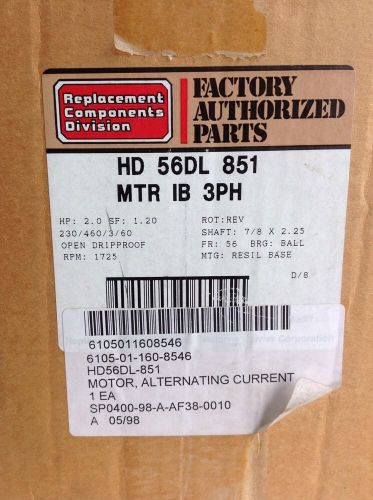 Replacement
Components
Division
FACTORY
AUTHORIZED
PARTS
HD 56DL 851
MTR IB 3PH
HP: 2.0 SF: 1.20
ROT:REV
230/460/3/60
SHAFT: 7/8 X 2.25
OPEN DRIPPROOF
FR: 56 BRG: BALL
RPM: 1725
MTG: RESIL BASE
D/8
6105011608546
6105-01-160-8546
HD56DL-851
MOTOR, ALTERNATING CURRENT
1 EA
SP0400-98-A-AF38-0010
A 05/98